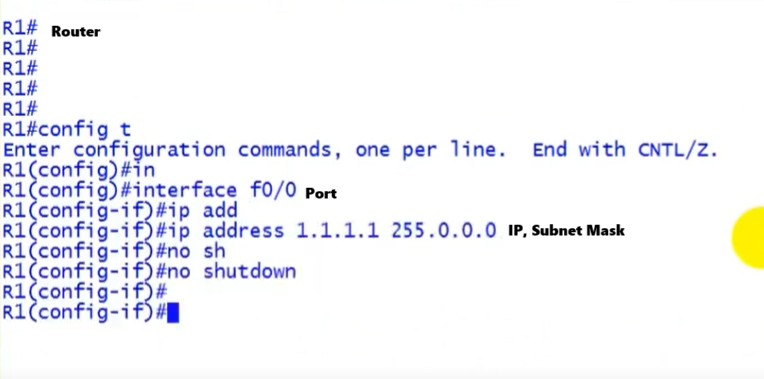 R1# Router
R1#
R1#
R1#
R1#
R1#config t
Enter configuration commands, one per line.  End with CNTL/Z.
R1(config)#in
R1(config)#interface f0/0 Port
R1(config-if)#ip add
R1(config-if)#ip address 1.1.1.1 255.0.0.0 IP, Subnet Mask
R1(config-if)#no sh
R1(config-if)#no shutdown
R1(config-if)#
R1(config-if)#